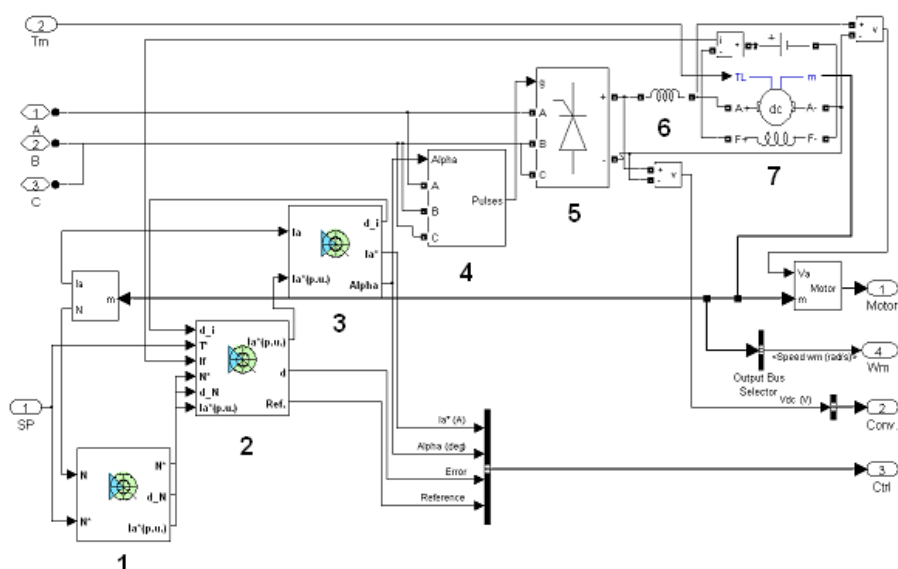 2
Tm
i
+
-
+
-
v
TL
m
g
+
1
A
A
A+
dc
A-
6
2
B
B
F+
F-
Alpha
-
7
3
C
A
C
+
-
v
Pulses
5
B
d_i
C
Ia
Ia*
4
Va
Ia
Motor
1
m
Ia*(p.u.)
Alpha
m
Motor
N
3
d_i
Ia*(p.u.)
T*
<Speed wm (rad/s)>
4
If
Wm
N*
d
Output Bus
Selector
1
d_N
Vdc (V)
2
SP
Ia*(p.u.)
Ref.
Conv.
2
Ia* (A)
Alpha (deg)
N
N*
Error
3
d_N
Ctrl
N*
Ia*(p.u.)
Reference
1